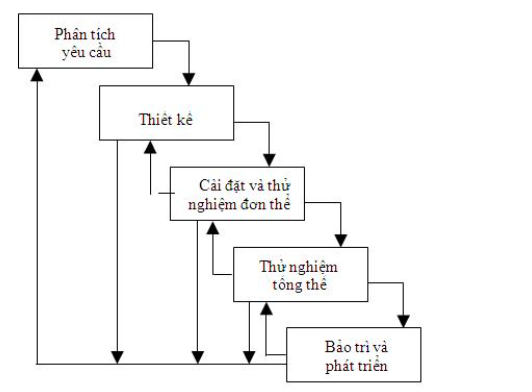 Phân tích
yêu cầu
Thiết kế
Cài đặt và thử
nghiệm đơn thể
Thử nghiệm
tổng thể
Bảo trì và
phát triển